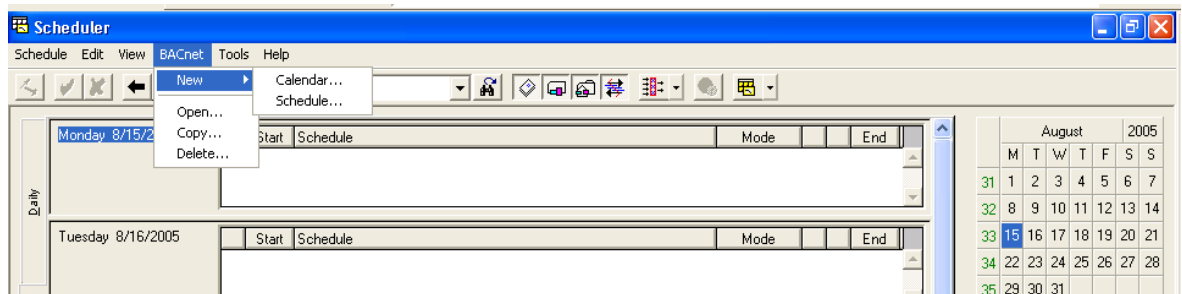 Scheduler
Schedule Edit View BACnet Tools Help
New
Calendar...
Schedule...
Open...
Copy...
Delete...
Daily
Monday 8/15/2
Start Schedule Mode End
Tuesday 8/16/2005
Start Schedule Mode End
August 2005
M T W T F S S
31 1 2 3 4 5 6 7
32 8 9 10 11 12 13 14
33 15 16 17 18 19 20 21
34 22 23 24 25 26 27 28
35 29 30 31